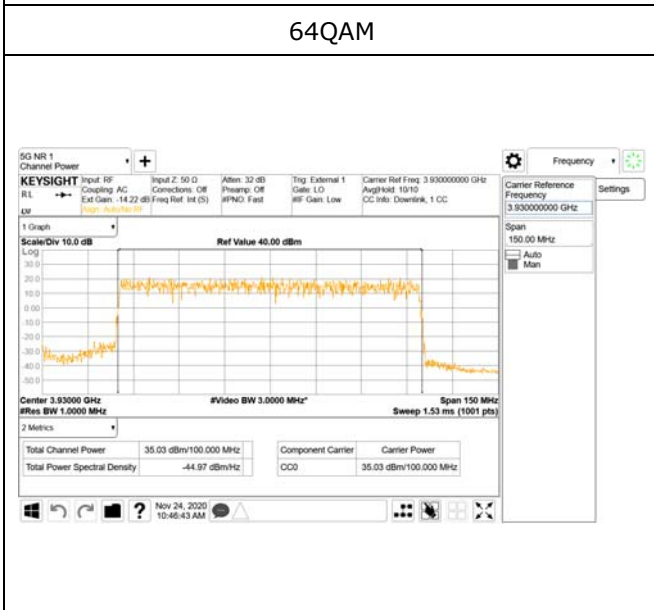 64QAM
5G NR 1
Channel Power
Frequency
KEYSIGHT Input: RF Input Z: 50 Ω Atten: 32 dB Trig: External 1 Carrier Ref Freq: 3.930000000 GHz
RL Coupling: AC Corrections: Off Preamp: Off Gate: LO Avg|Hold: 10/10
Ext Gain: -14.22 dB Freq Ref: Int (S) #PNO: Fast #IF Gain: Low CC Info: Downlink, 1 CC
Align: Auto/No RF
Carrier Reference
Frequency
3.930000000 GHz
Settings
Span
150.00 MHz
Auto
Man
1 Graph
Scale/Div 10.0 dB Ref Value 40.00 dBm
Log
30.0
20.0
10.0
0.00
-10.0
-20.0
-30.0
-40.0
-50.0
Center 3.93000 GHz #Video BW 3.0000 MHz* Span 150 MHz
#Res BW 1.0000 MHz Sweep 1.53 ms (1001 pts)
2 Metrics
Total Channel Power 35.03 dBm/100.000 MHz Component Carrier Carrier Power
Total Power Spectral Density -44.97 dBm/Hz CC0 35.03 dBm/100.000 MHz
Nov 24, 2020
10:46:43 AM